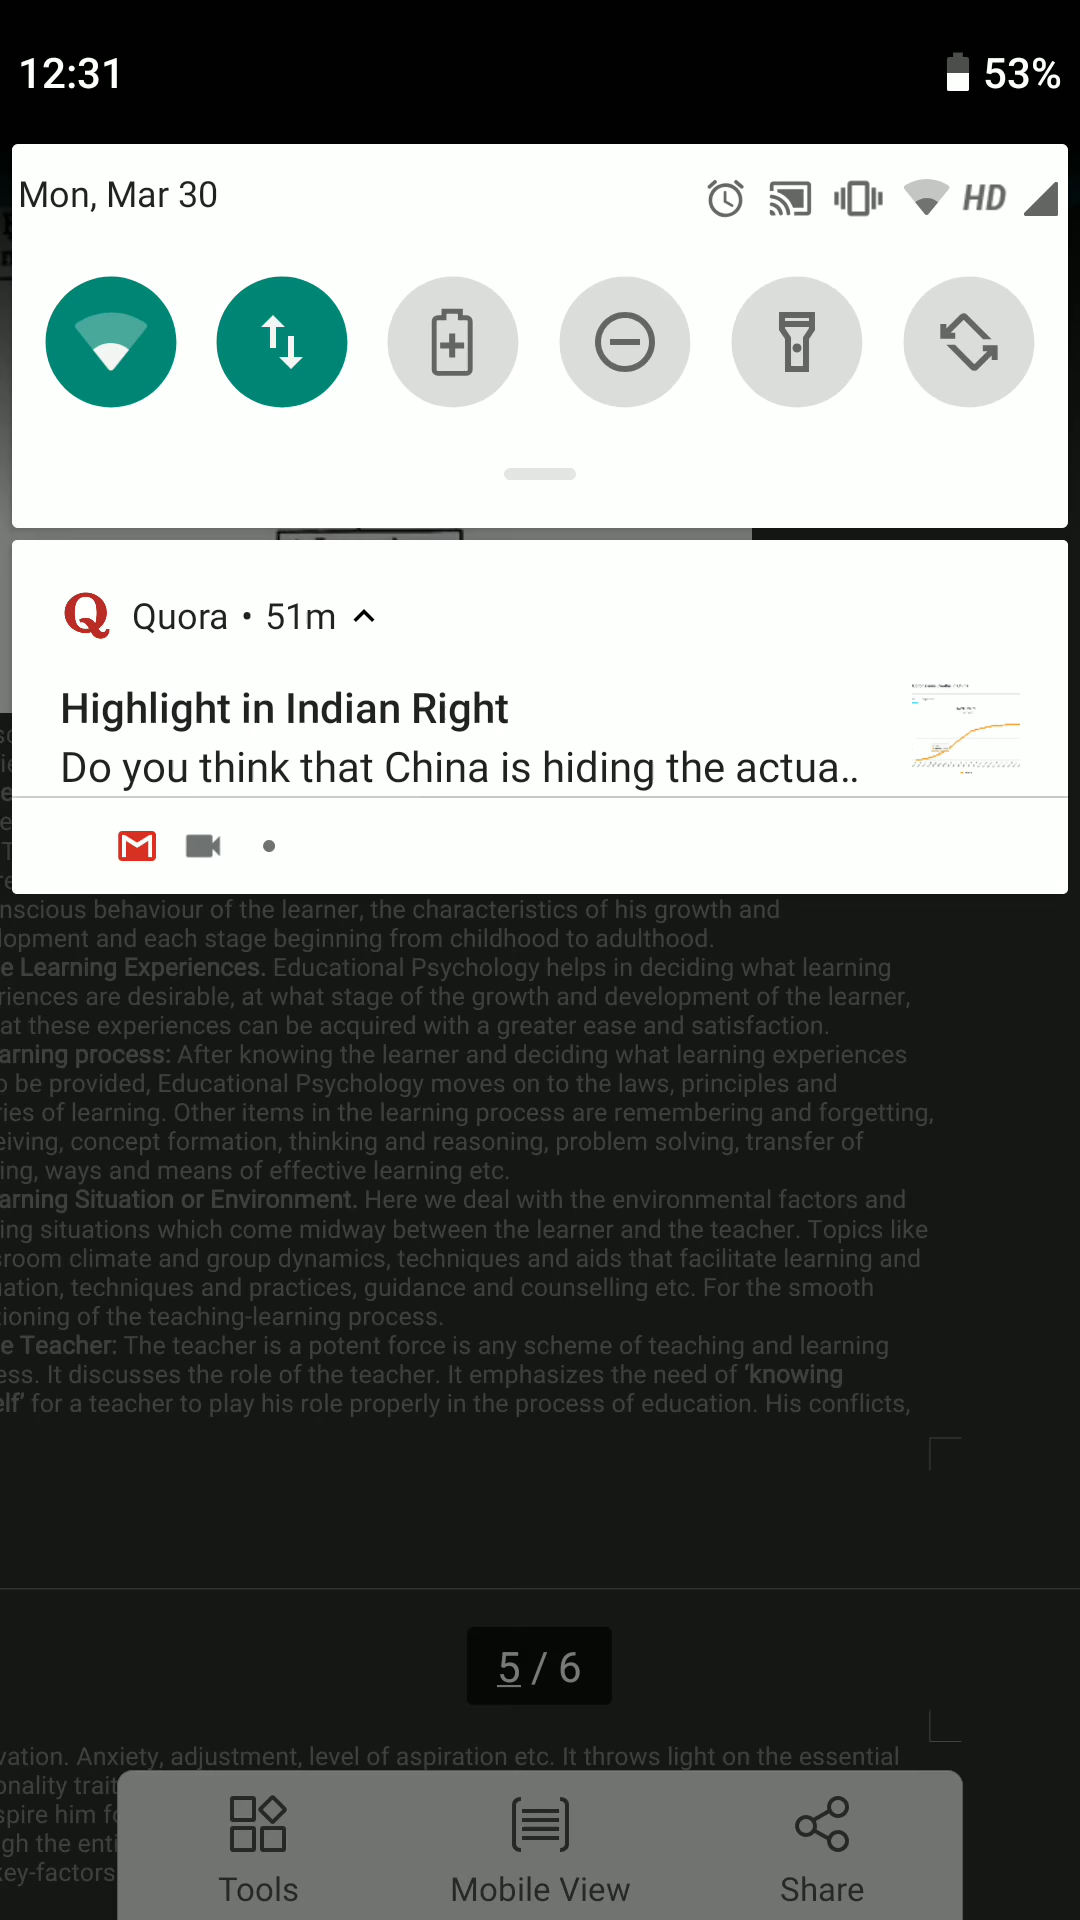 12:31
53%
Mon, Mar 30
HD
Quora • 51m
Highlight in Indian Right
Do you think that China is hiding the actua..
nscious behaviour of the learner, the characteristics of his growth and
lopment and each stage beginning from childhood to adulthood.
e Learning Experiences. Educational Psychology helps in deciding what learning
riences are desirable, at what stage of the growth and development of the learner,
at these experiences can be acquired with a greater ease and satisfaction.
arning process: After knowing the learner and deciding what learning experiences
o be provided, Educational Psychology moves on to the laws, principles and
ries of learning. Other items in the learning process are remembering and forgetting,
eiving, concept formation, thinking and reasoning, problem solving, transfer of
ing, ways and means of effective learning etc.
arning Situation or Environment. Here we deal with the environmental factors and
ing situations which come midway between the learner and the teacher. Topics like
sroom climate and group dynamics, techniques and aids that facilitate learning and
ation, techniques and practices, guidance and counselling etc. For the smooth
tioning of the teaching-learning process.
e Teacher: The teacher is a potent force is any scheme of teaching and learning
ess. It discusses the role of the teacher. It emphasizes the need of ‘knowing
elf’ for a teacher to play his role properly in the process of education. His conflicts,
5 / 6
vation. Anxiety, adjustment, level of aspiration etc. It throws light on the essential
onality trait
spire him fo
gh the enti
key-factors
Tools
Mobile View
Share